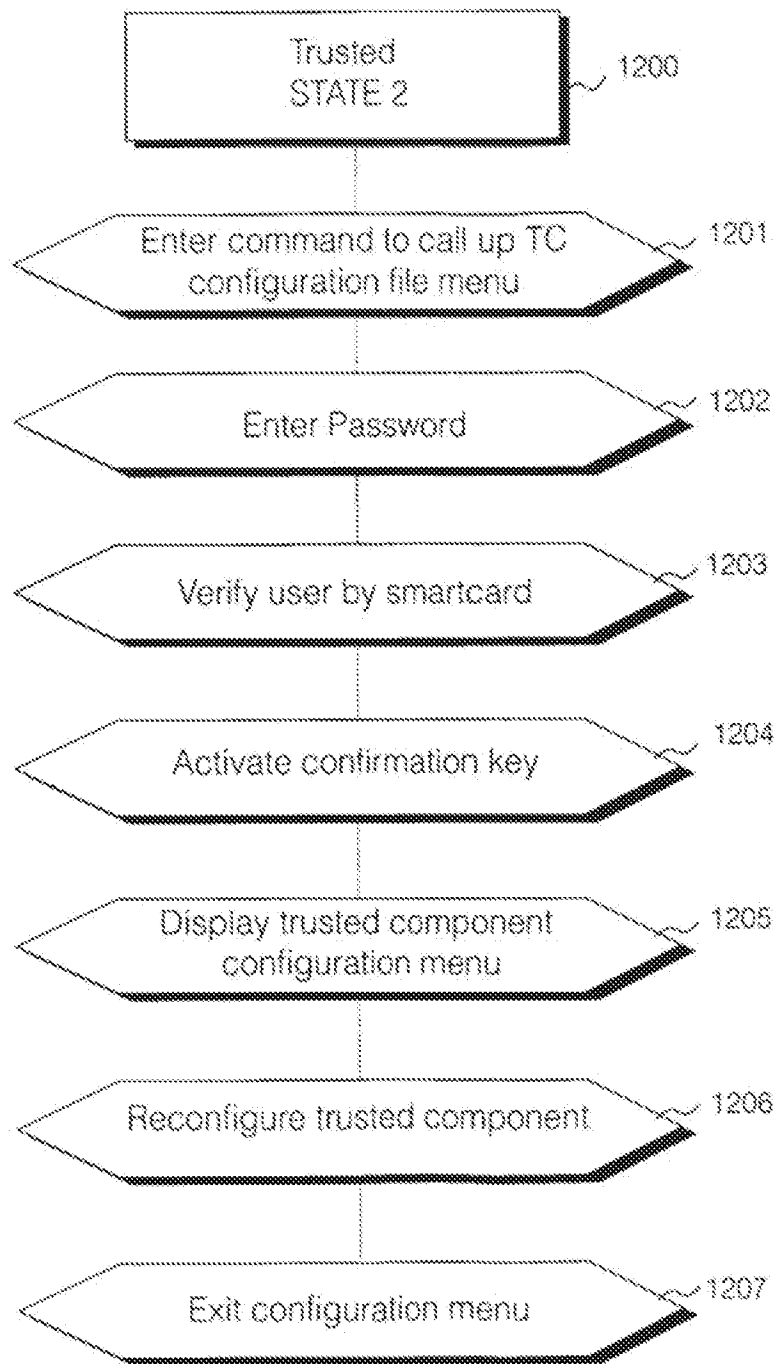 Trusted
STATE 2
1200
Enter command to call up TC
configuration file menu
1201
Enter Password
1202
Verify user by smartcard
1203
Activate confirmation key
1204
Display trusted component
configuration menu
1205
Reconfigure trusted component
1206
Exit configuration menu
1207